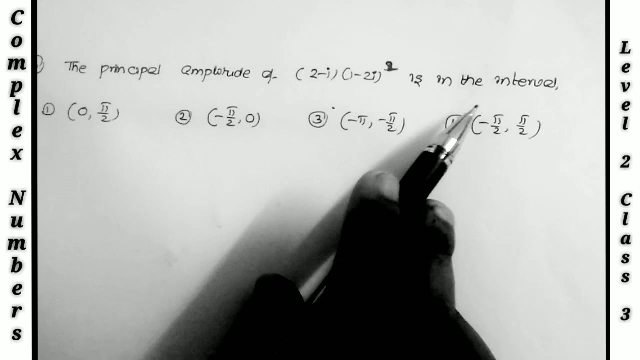 Complex Numbers
The principal amplitude of (2-i)(1-2i)² is in the interval,
① (0, π/2) ② (-π/2, 0) ③ (-π, -π/2) (-π/2, π/2)
Level 2 Class 3